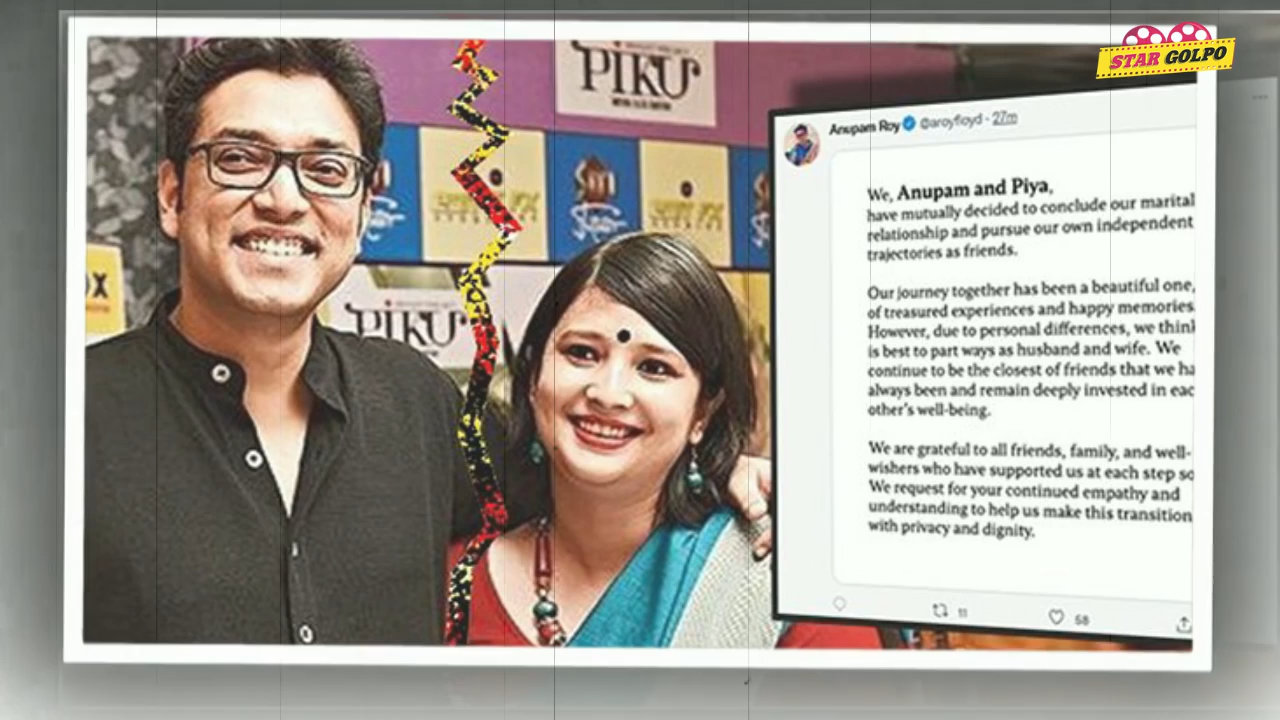 STAR GOLPO
PIKU
PIKU
Anupam Roy @aroyfloyd · 27m
We, Anupam and Piya,
have mutually decided to conclude our marital
relationship and pursue our own independent
trajectories as friends.
Our journey together has been a beautiful one,
of treasured experiences and happy memories.
However, due to personal differences, we think
is best to part ways as husband and wife. We
continue to be the closest of friends that we ha
always been and remain deeply invested in eac
other's well-being.
We are grateful to all friends, family, and well-
wishers who have supported us at each step so
We request for your continued empathy and
understanding to help us make this transition
with privacy and dignity.
11
58